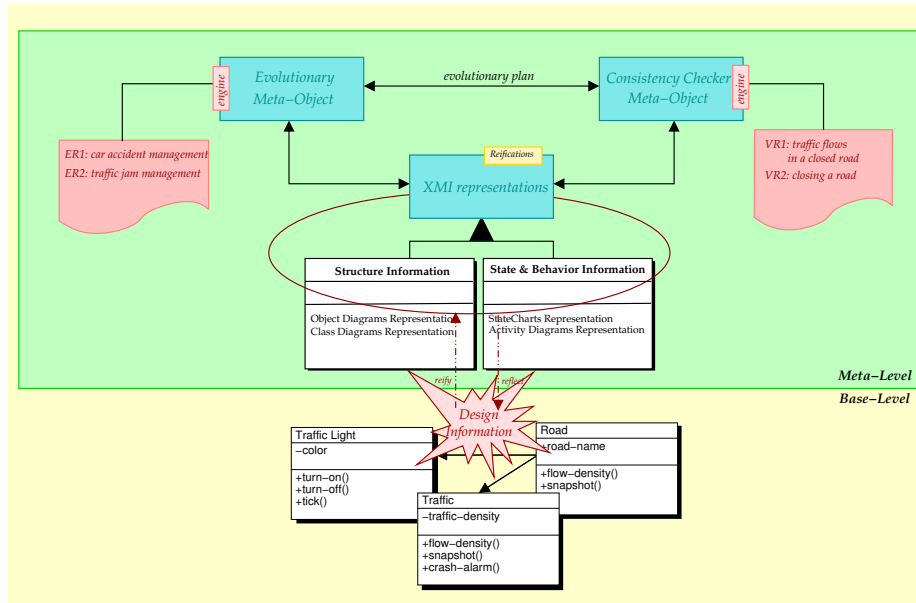 Evolutionary
Meta−Object
engine
evolutionary plan
Consistency Checker
Meta−Object
engine
ER1: car accident management
ER2: traffic jam management
VR1: traffic flows
in a closed road
VR2: closing a road
Reifications
XMI representations
Structure Information
Object Diagrams Representation
Class Diagrams Representation
State & Behavior Information
StateCharts Representation
Activity Diagrams Representation
reify
reflect
Meta−Level
Base−Level
Design
Information
Traffic Light
−color
+turn−on()
+turn−off()
+tick()
Road
+road−name
+flow−density()
+snapshot()
Traffic
−traffic−density
+flow−density()
+snapshot()
+crash−alarm()